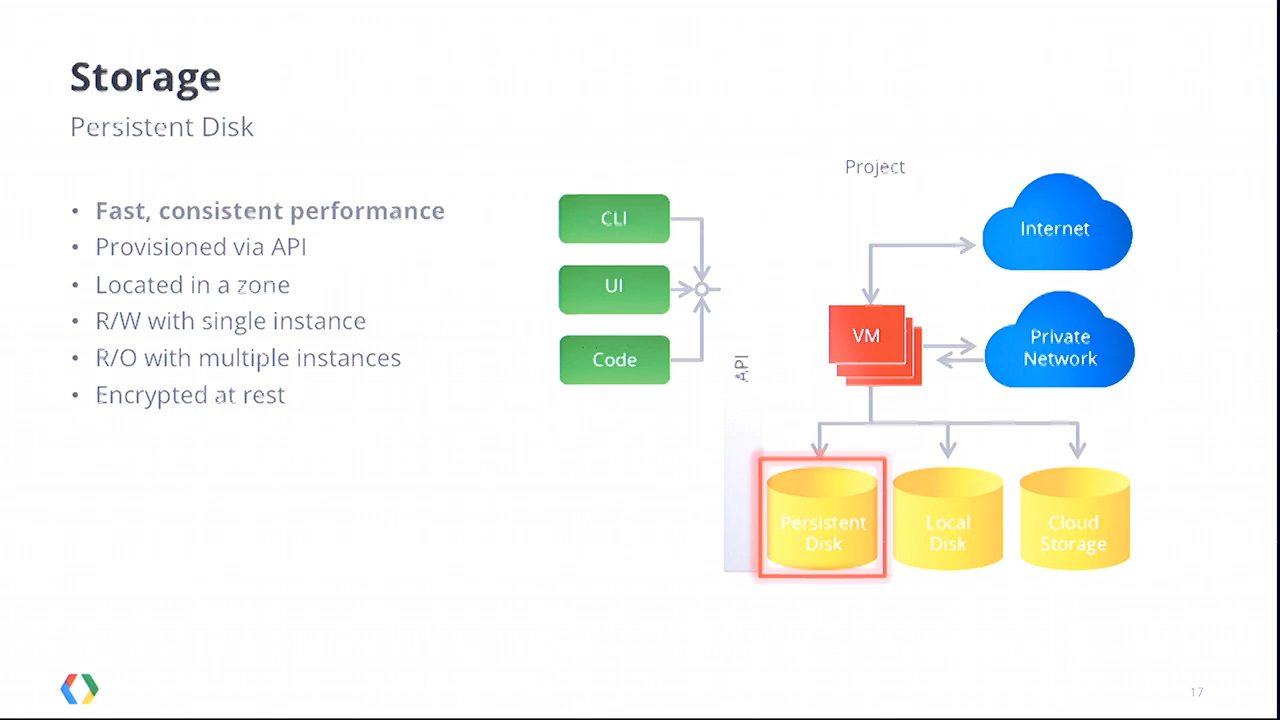 Storage
Persistent Disk
• Fast, consistent performance
• Provisioned via API
• Located in a zone
• R/W with single instance
• R/O with multiple instances
• Encrypted at rest
Project
CLI
UI
Code
API
Internet
VM
Private
Network
Persistent
Disk
Local
Disk
Cloud
Storage
17